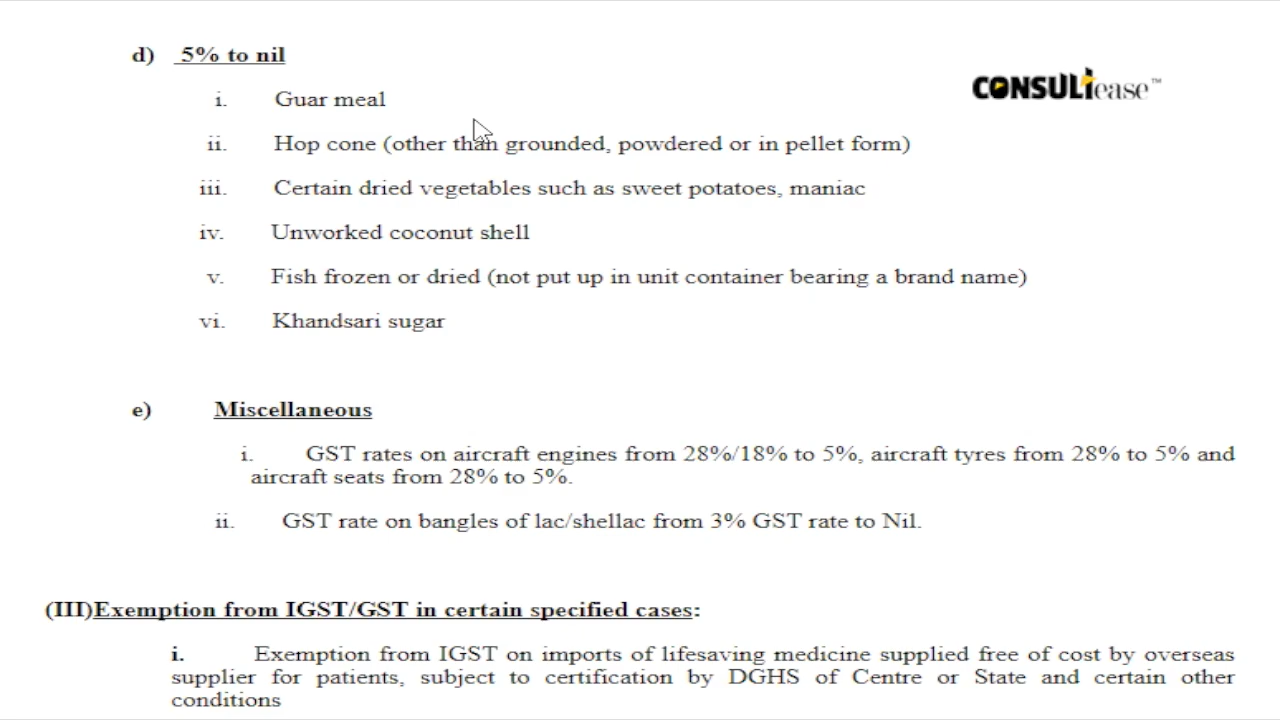 d) 5% to nil
CONSULTease™
i. Guar meal
ii. Hop cone (other than grounded, powdered or in pellet form)
iii. Certain dried vegetables such as sweet potatoes, maniac
iv. Unworked coconut shell
v. Fish frozen or dried (not put up in unit container bearing a brand name)
vi. Khandsari sugar
e) Miscellaneous
i. GST rates on aircraft engines from 28%/18% to 5%, aircraft tyres from 28% to 5% and
aircraft seats from 28% to 5%.
ii. GST rate on bangles of lac/shellac from 3% GST rate to Nil.
(III)Exemption from IGST/GST in certain specified cases:
i. Exemption from IGST on imports of lifesaving medicine supplied free of cost by overseas
supplier for patients, subject to certification by DGHS of Centre or State and certain other
conditions